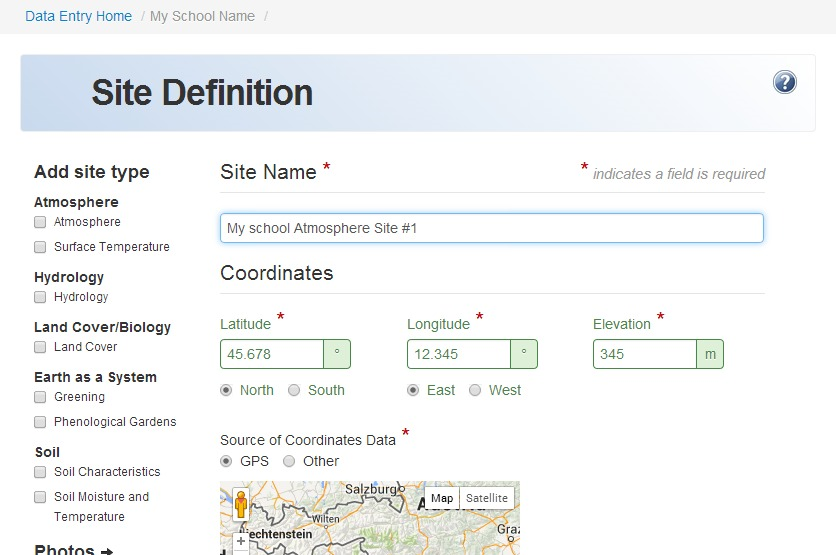 Data Entry Home / My School Name /
Site Definition
?
Add site type
Atmosphere
Atmosphere
Surface Temperature
Hydrology
Hydrology
Land Cover/Biology
Land Cover
Earth as a System
Greening
Phenological Gardens
Soil
Soil Characteristics
Soil Moisture and
Temperature
Photos →
Site Name *
* indicates a field is required
My school Atmosphere Site #1
Coordinates
Latitude * Longitude * Elevation *
45.678 ° 12.345 ° 345 m
North South East West
Source of Coordinates Data *
GPS Other
Salzburg
Map Satellite
Wilten
echtenstein
Graz
+